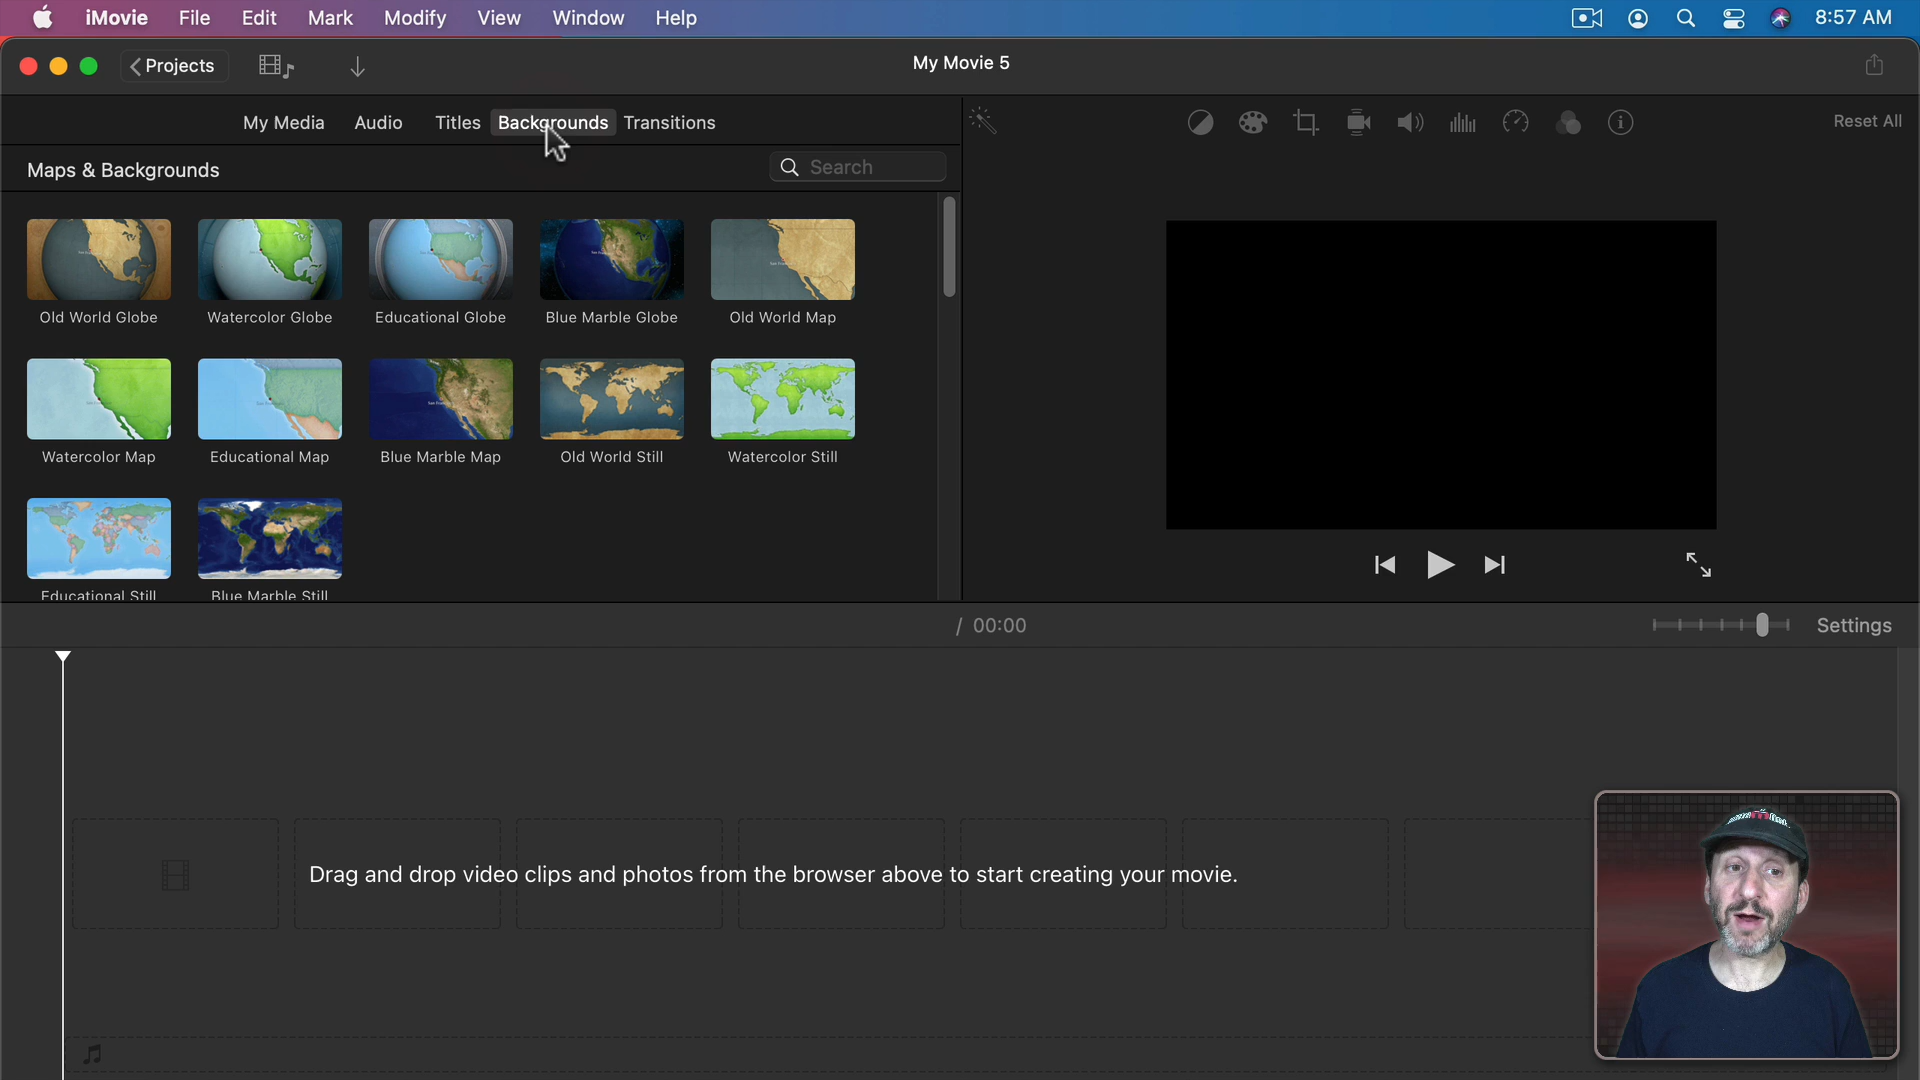 iMovie File Edit Mark Modify View Window Help 8:57 AM
Projects My Movie 5
My Media Audio Titles Backgrounds Transitions Reset All
Maps & Backgrounds Search
Old World Globe Watercolor Globe Educational Globe Blue Marble Globe Old World Map
Watercolor Map Educational Map Blue Marble Map Old World Still Watercolor Still
Educational Still Blue Marble Still
/ 00:00 Settings
Drag and drop video clips and photos from the browser above to start creating your movie.